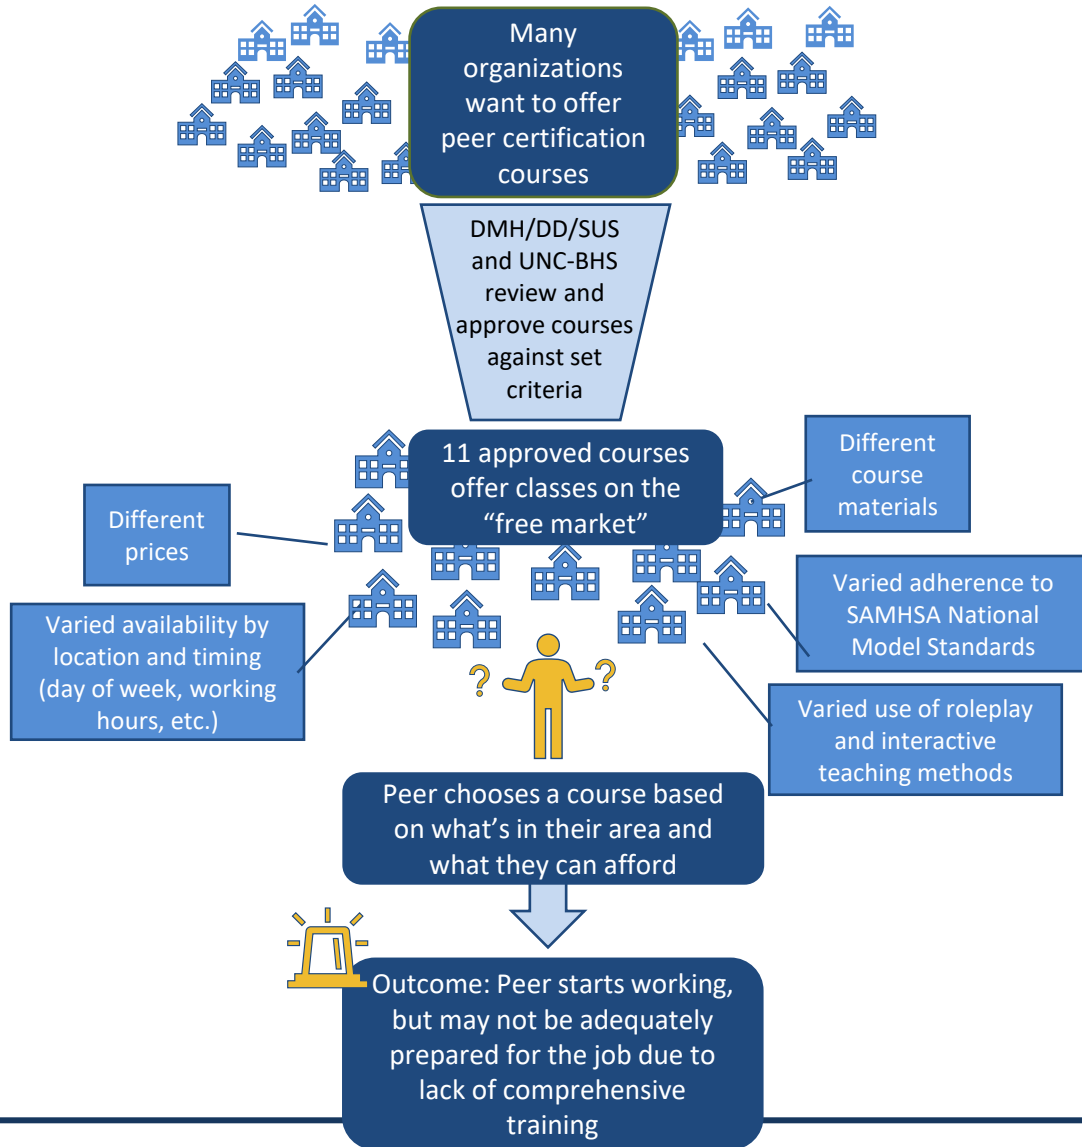 Many
organizations
want to offer
peer certification
courses
DMH/DD/SUS
and UNC-BHS
review and
approve courses
against set
criteria
11 approved courses
offer classes on the
“free market”
Different
course
materials
Different
prices
Varied adherence to
SAMHSA National
Model Standards
Varied availability by
location and timing
(day of week, working
hours, etc.)
? ?
Varied use of roleplay
and interactive
teaching methods
Peer chooses a course based
on what’s in their area and
what they can afford
Outcome: Peer starts working,
but may not be adequately
prepared for the job due to
lack of comprehensive
training